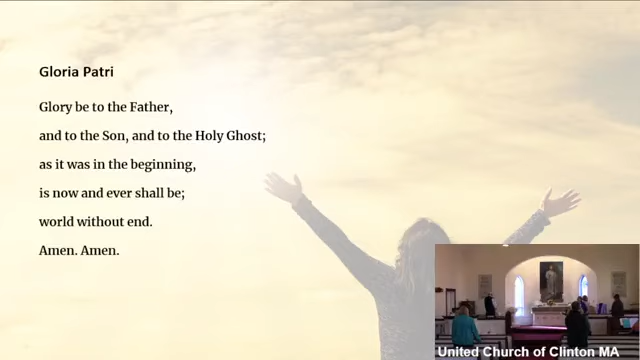 Gloria Patri
Glory be to the Father,
and to the Son, and to the Holy Ghost;
as it was in the beginning,
is now and ever shall be;
world without end.
Amen. Amen.
United Church of Clinton MA